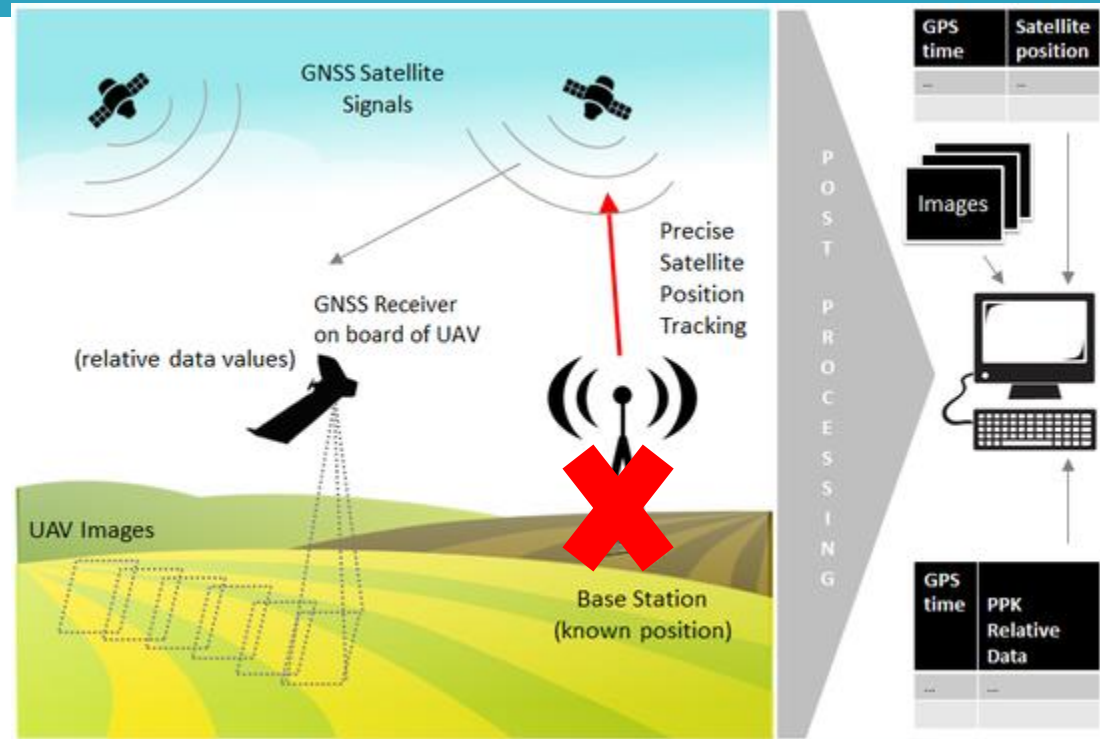 GNSS Satellite
Signals
Precise
Satellite
Position
Tracking
GNSS Receiver
on board of UAV
(relative data values)
UAV Images
Base Station
(known position)
POST PROCESSING
GPS
time
Satellite
position
...
...
Images
GPS
time
PPK
Relative
Data
...
...